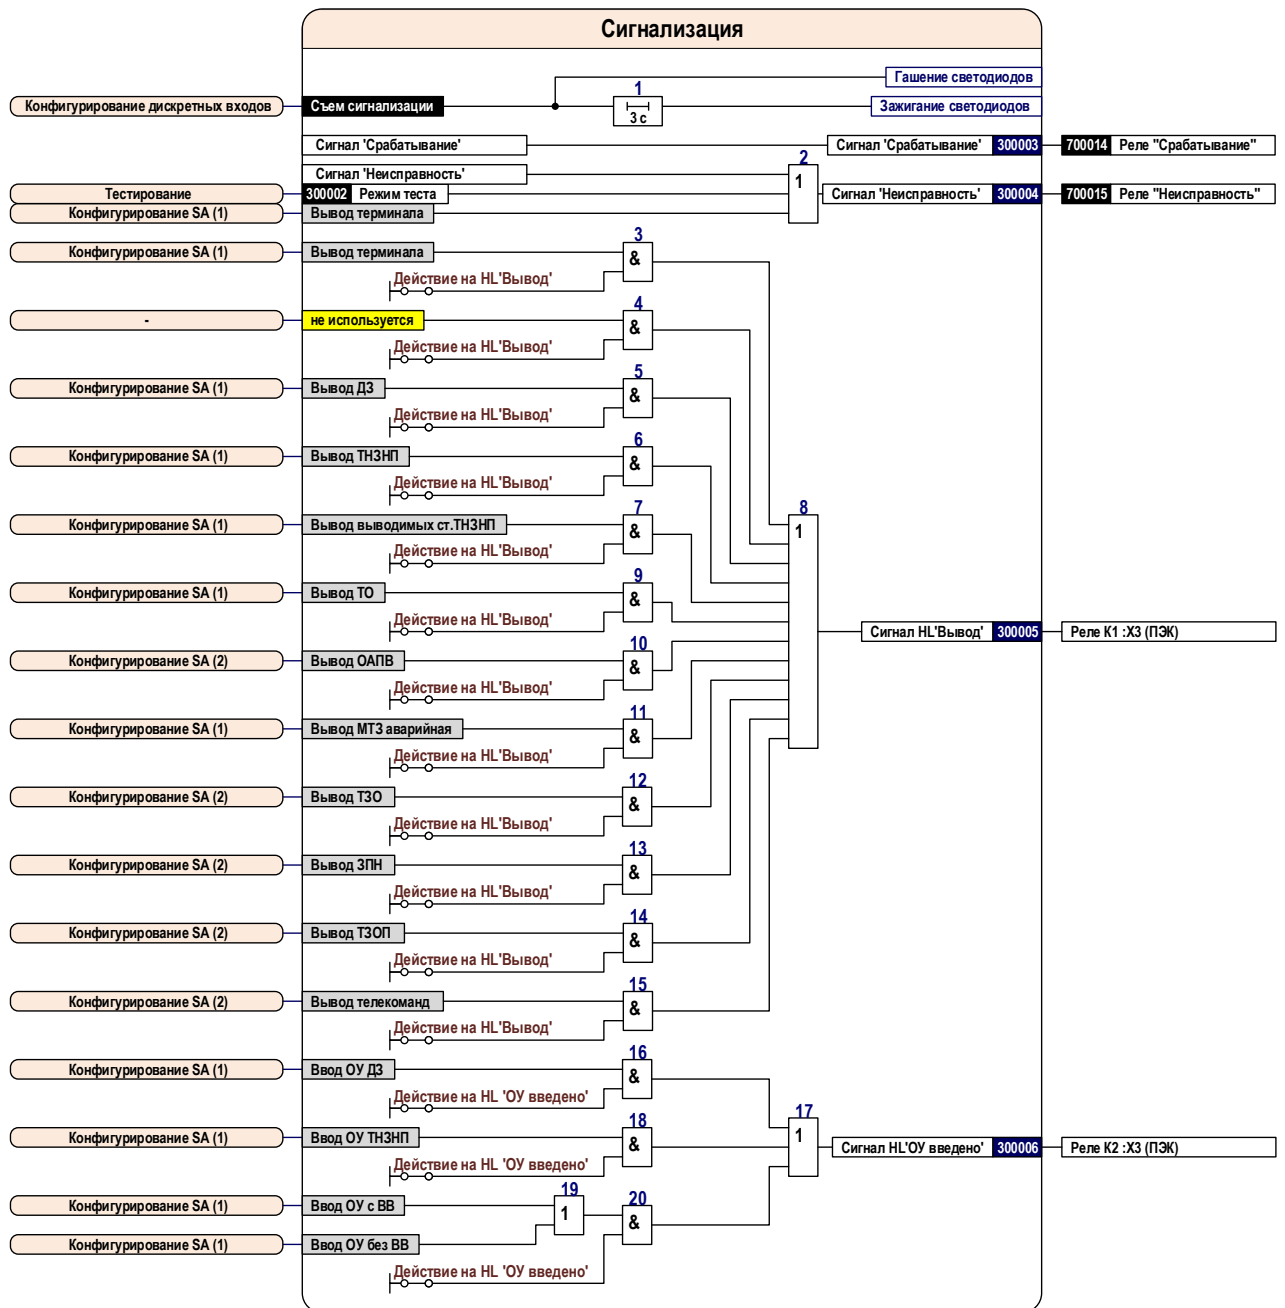 Сигнализация
Гашение светодиодов
Конфигурирование дискретных входов
Съем сигнализации
1
3 с
Зажигание светодиодов
Сигнал 'Срабатывание'
Сигнал 'Срабатывание' 300003
700014 Реле "Срабатывание"
Сигнал 'Неисправность'
2
1
Тестирование
300002 Режим теста
Сигнал 'Неисправность' 300004
700015 Реле "Неисправность"
Конфигурирование SA (1)
Вывод терминала
Конфигурирование SA (1)
Вывод терминала
3
&
Действие на HL'Вывод'
-
не используется
4
&
Действие на HL'Вывод'
Конфигурирование SA (1)
Вывод ДЗ
5
&
Действие на HL'Вывод'
Конфигурирование SA (1)
Вывод ТНЗНП
6
&
Действие на HL'Вывод'
Конфигурирование SA (1)
Вывод выводимых ст.ТНЗНП
7
&
8
1
Действие на HL'Вывод'
Конфигурирование SA (1)
Вывод ТО
9
&
Действие на HL'Вывод'
Сигнал HL'Вывод' 300005
Реле K1 :X3 (ПЭК)
Конфигурирование SA (2)
Вывод ОАПВ
10
&
Действие на HL'Вывод'
Конфигурирование SA (1)
Вывод МТЗ аварийная
11
&
Действие на HL'Вывод'
Конфигурирование SA (2)
Вывод ТЗО
12
&
Действие на HL'Вывод'
Конфигурирование SA (2)
Вывод ЗПН
13
&
Действие на HL'Вывод'
Конфигурирование SA (2)
Вывод ТЗОП
14
&
Действие на HL'Вывод'
Конфигурирование SA (2)
Вывод телекоманд
15
&
Действие на HL'Вывод'
Конфигурирование SA (1)
Ввод ОУ ДЗ
16
&
Действие на HL 'ОУ введено'
17
1
Конфигурирование SA (1)
Ввод ОУ ТНЗНП
18
&
Сигнал HL'ОУ введено' 300006
Реле K2 :X3 (ПЭК)
Действие на HL 'ОУ введено'
Конфигурирование SA (1)
Ввод ОУ с ВВ
19
1
20
&
Конфигурирование SA (1)
Ввод ОУ без ВВ
Действие на HL 'ОУ введено'